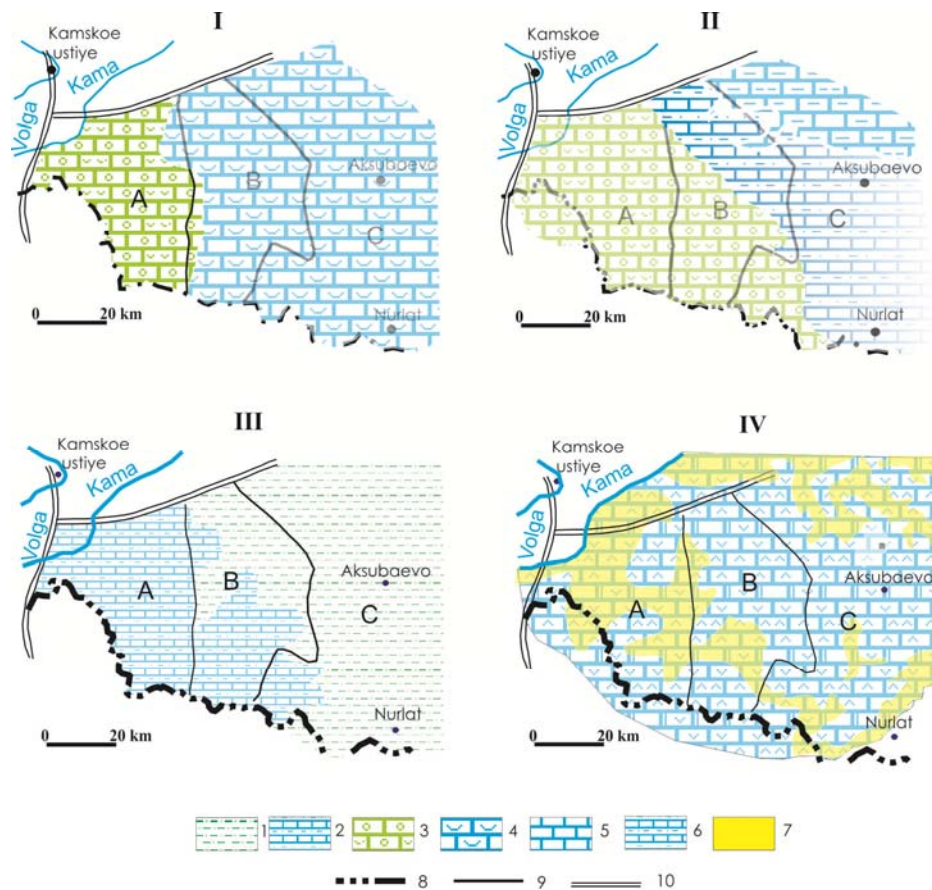 I
Kamskoe
ustiye
Kama
Volga
A
B
C
Aksubaevo
Nurlat
0 20 km
II
Kamskoe
ustiye
Kama
Volga
A
B
C
Aksubaevo
Nurlat
0 20 km
III
Kamskoe
ustiye
Kama
Volga
A
B
C
Aksubaevo
Nurlat
0 20 km
IV
Kamskoe
ustiye
Kama
Volga
A
B
C
Aksubaevo
Nurlat
0 20 km
1 2 3 4 5 6 7
8 9 10